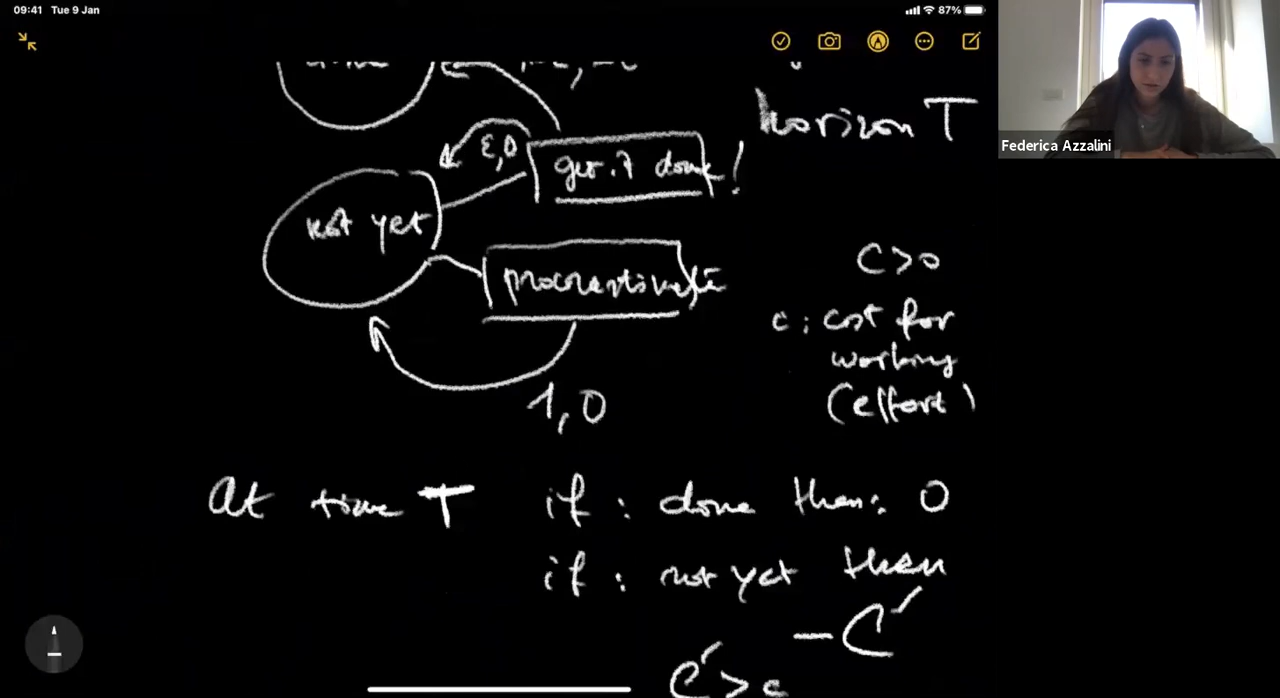 09:41 Tue 9 Jan
87%
Federica Azzalini
horizon T
ε,0
get it done!
not yet
procrastinate
1,0
C>0
c: cost for
working
(effort)
At time T if: done then: 0
if: not yet then
-C'
C'>c